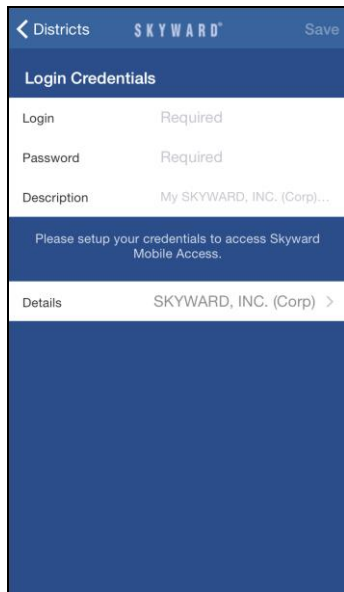 Districts SKYWARD® Save
Login Credentials
Login Required
Password Required
Description My SKYWARD, INC. (Corp)...
Please setup your credentials to access Skyward
Mobile Access.
Details SKYWARD, INC. (Corp)